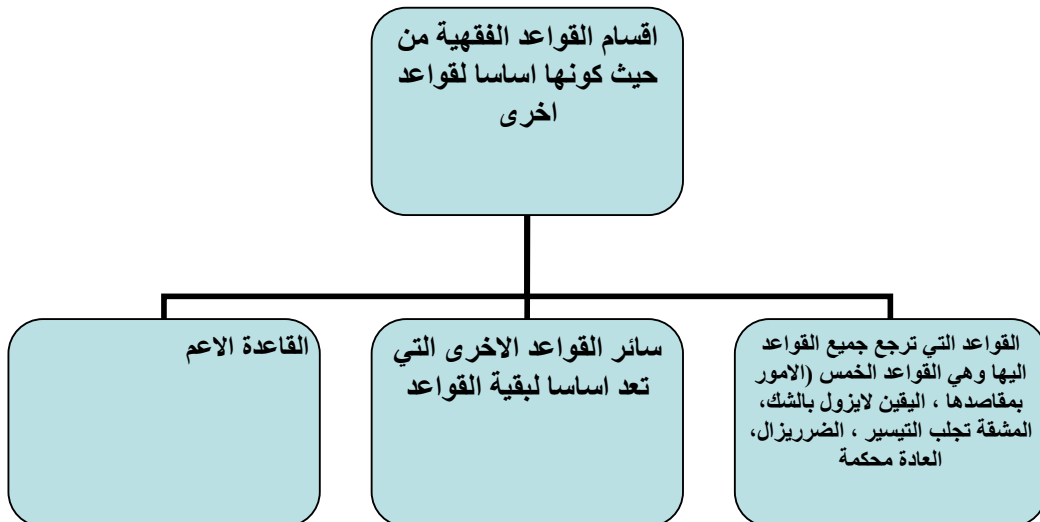 اقسام القواعد الفقهية من
حيث كونها اساسا لقواعد
اخرى
القواعد التي ترجع جميع القواعد
اليها وهي القواعد الخمس (الامور
بمقاصدها ، اليقين لايزول بالشك،
المشقة تجلب التيسير ، الضرريزال،
العادة محكمة
سائر القواعد الاخرى التي
تعد اساسا لبقية القواعد
القاعدة الاعم